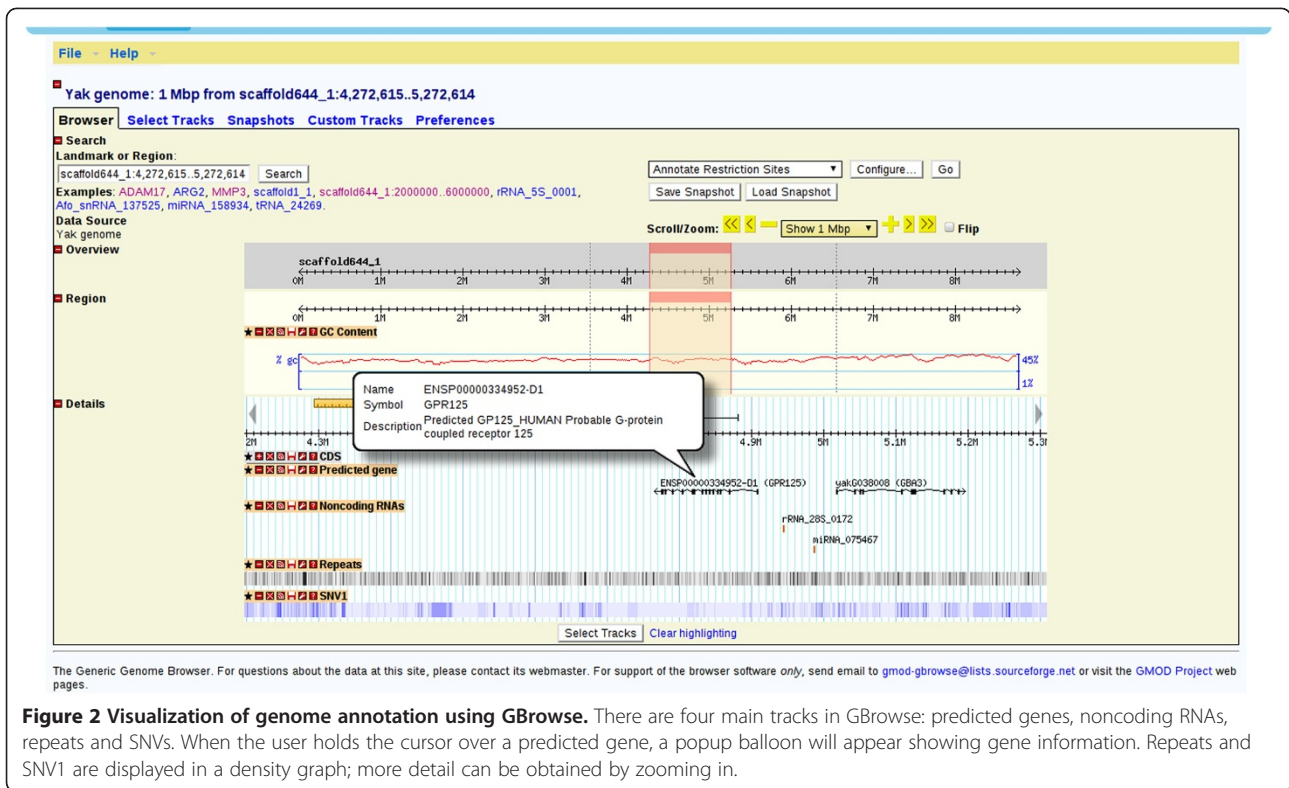 File Help
Yak genome: 1 Mbp from scaffold644_1:4,272,615..5,272,614
Browser Select Tracks Snapshots Custom Tracks Preferences
Search
Landmark or Region:
scaffold644_1:4,272,615..5,272,614 Search
Annotate Restriction Sites Configure... Go
Examples: ADAM17, ARG2, MMP3, scaffold1_1, scaffold644_1:2000000..6000000, rRNA_5S_0001,
Afo_snRNA_137525, miRNA_158934, tRNA_24269.
Save Snapshot Load Snapshot
Data Source
Yak genome
Scroll/Zoom: << < Show 1 Mbp > >> Flip
Overview
scaffold644_1
0M 1M 2M 3M 4M 5M 6M 7M 8M
Region
0M 1M 2M 3M 4M 5M 6M 7M 8M
GC Content
% gc 45%
1%
Details
Name ENSP00000334952-D1
Symbol GPR125
Description Predicted GP125_HUMAN Probable G-protein
coupled receptor 125
2M 4.3M 4.9M 5M 5.1M 5.2M 5.3
CDS
Predicted gene
ENSP00000334952-D1 (GPR125) yakG038008 (GBA3)
Noncoding RNAs
rRNA_28S_0172
miRNA_075467
Repeats
SNV1
Select Tracks Clear highlighting
The Generic Genome Browser. For questions about the data at this site, please contact its webmaster. For support of the browser software only, send email to gmod-gbrowse@lists.sourceforge.net or visit the GMOD Project web
pages.
Figure 2 Visualization of genome annotation using GBrowse. There are four main tracks in GBrowse: predicted genes, noncoding RNAs,
repeats and SNVs. When the user holds the cursor over a predicted gene, a popup balloon will appear showing gene information. Repeats and
SNV1 are displayed in a density graph; more detail can be obtained by zooming in.